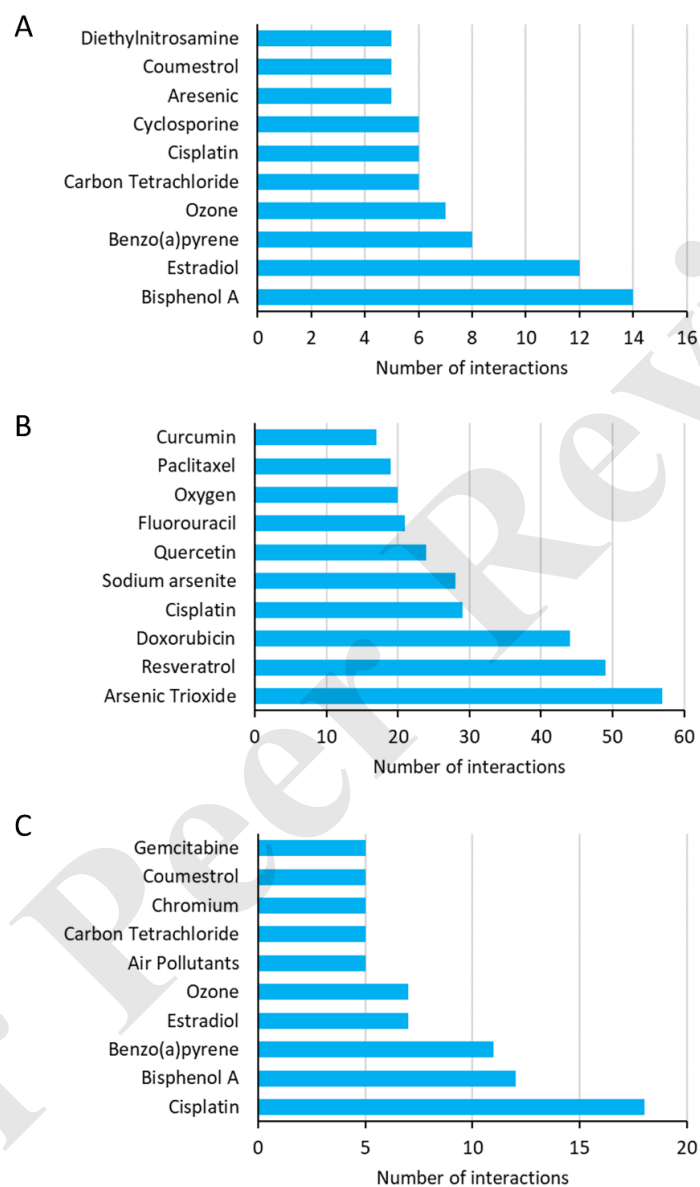 A
Diethylnitrosamine
Coumestrol
Aresenic
Cyclosporine
Cisplatin
Carbon Tetrachloride
Ozone
Benzo(a)pyrene
Estradiol
Bisphenol A
0 2 4 6 8 10 12 14 16
Number of interactions
B
Curcumin
Paclitaxel
Oxygen
Fluorouracil
Quercetin
Sodium arsenite
Cisplatin
Doxorubicin
Resveratrol
Arsenic Trioxide
0 10 20 30 40 50 60
Number of interactions
C
Gemcitabine
Coumestrol
Chromium
Carbon Tetrachloride
Air Pollutants
Ozone
Estradiol
Benzo(a)pyrene
Bisphenol A
Cisplatin
0 5 10 15 20
Number of interactions
r Peer Revi